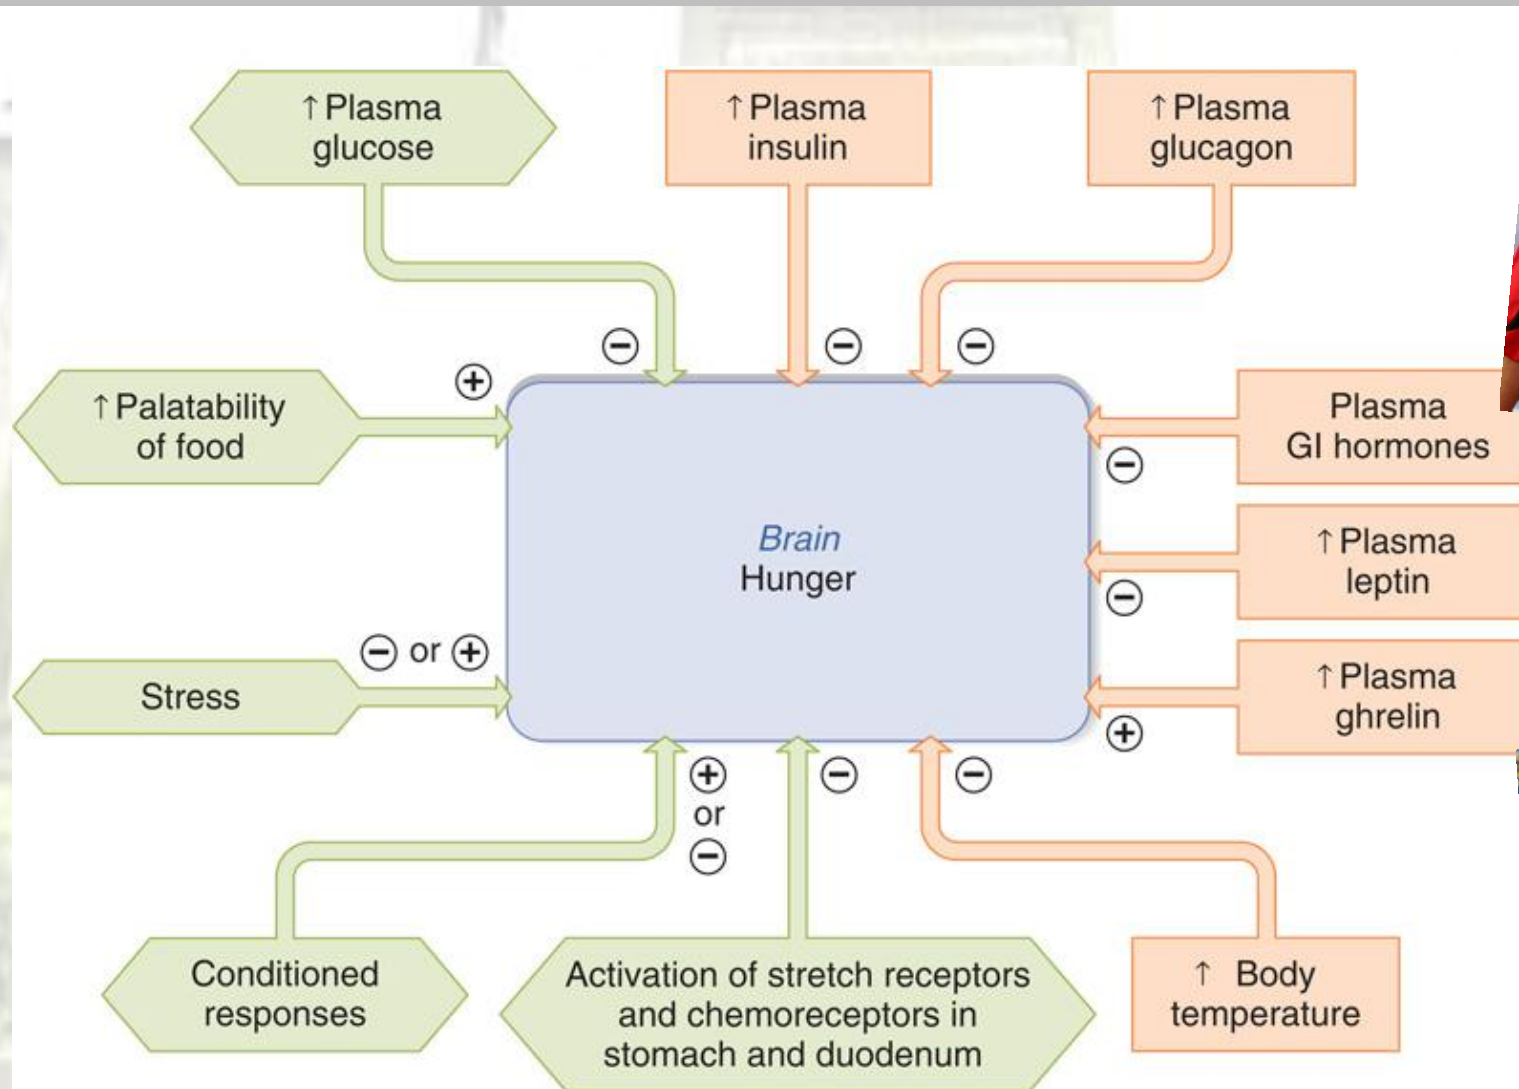 ↑ Plasma
glucose
↑ Plasma
insulin
↑ Plasma
glucagon
− − −
+
↑ Palatability
of food
Plasma
GI hormones
−
Brain
Hunger
↑ Plasma
leptin
−
− or +
Stress
↑ Plasma
ghrelin
+
+
or
−
−
−
Conditioned
responses
Activation of stretch receptors
and chemoreceptors in
stomach and duodenum
↑ Body
temperature